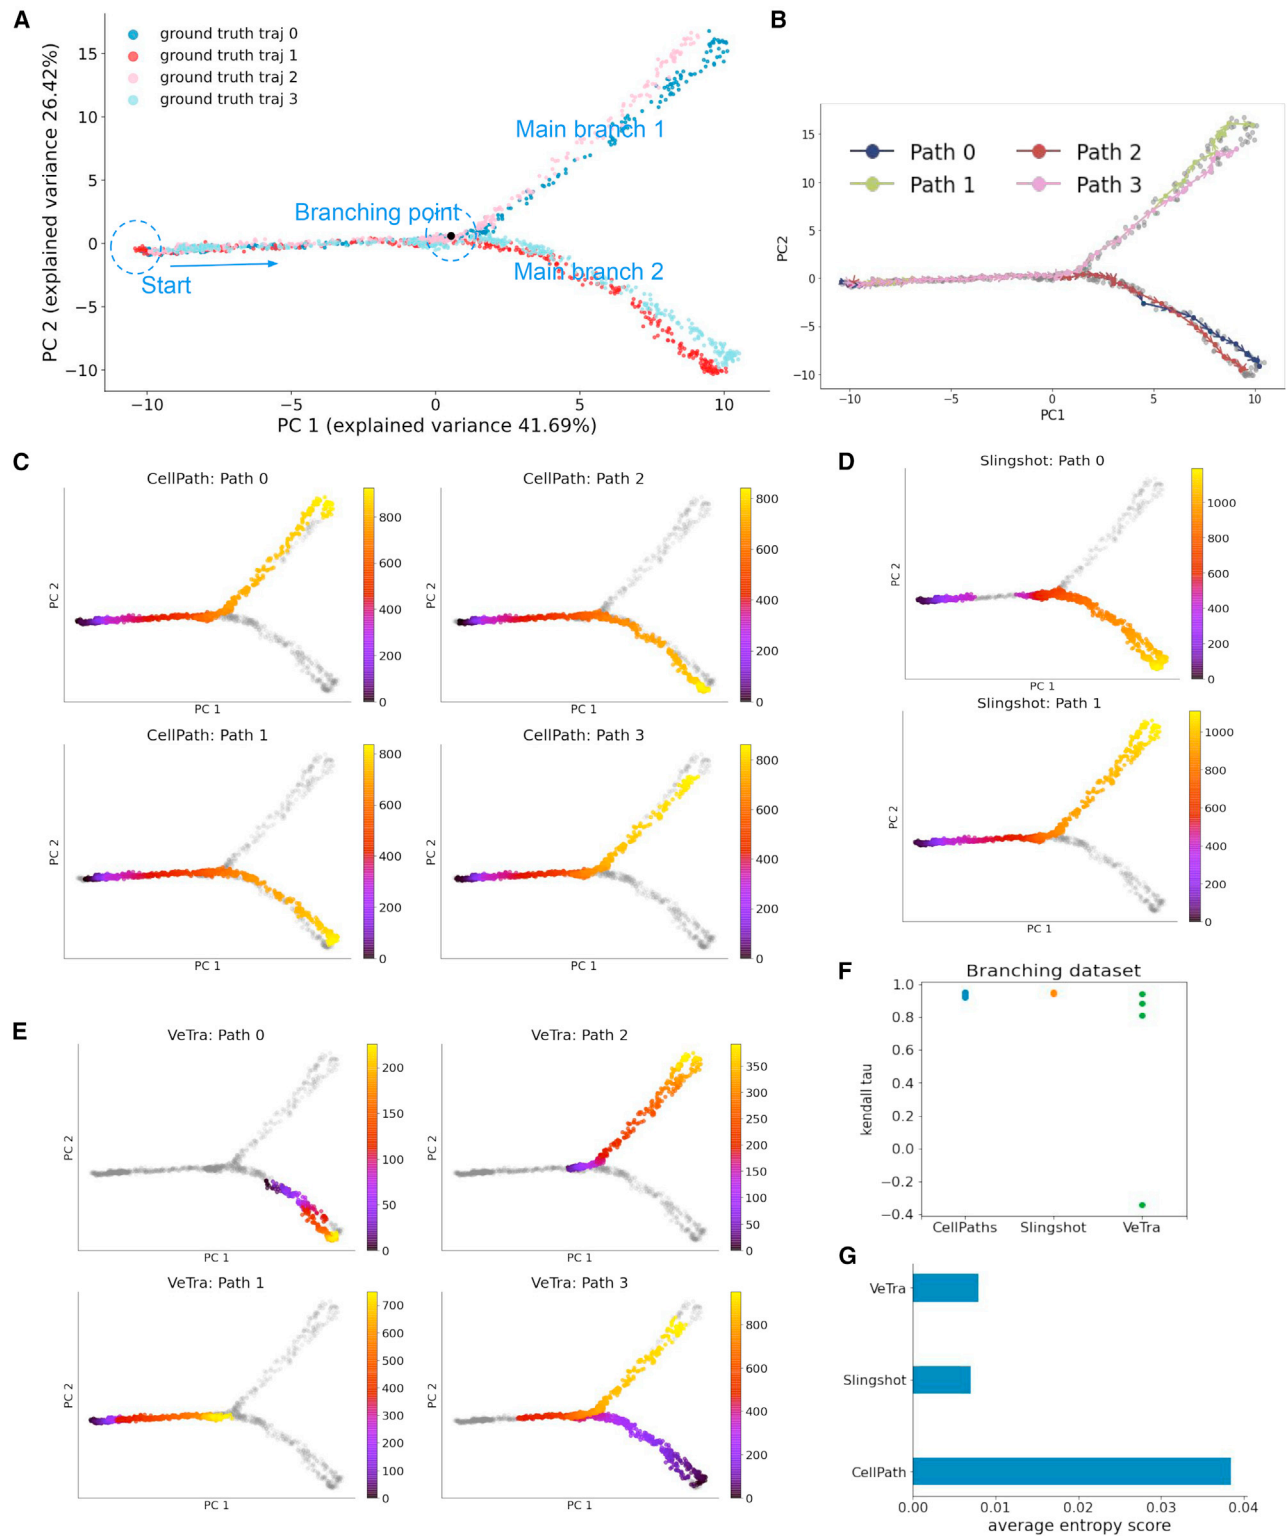 A
ground truth traj 0
ground truth traj 1
ground truth traj 2
ground truth traj 3
Main branch 1
Branching point
Main branch 2
Start
PC 2 (explained variance 26.42%)
15
10
5
0
−5
−10
−10 −5 0 5 10
PC 1 (explained variance 41.69%)
B
Path 0 Path 2
Path 1 Path 3
PC2
15
10
5
0
−5
−10
−10 −5 0 5 10
PC1
C
CellPath: Path 0
PC 2
PC 1
800
600
400
200
0
CellPath: Path 2
PC 2
PC 1
800
600
400
200
0
CellPath: Path 1
PC 2
PC 1
800
600
400
200
0
CellPath: Path 3
PC 2
PC 1
800
600
400
200
0
D
Slingshot: Path 0
PC 2
PC 1
1000
800
600
400
200
0
Slingshot: Path 1
PC 2
PC 1
1000
800
600
400
200
0
E
VeTra: Path 0
PC 2
PC 1
200
150
100
50
0
VeTra: Path 2
PC 2
PC 1
350
300
250
200
150
100
50
0
VeTra: Path 1
PC 2
PC 1
700
600
500
400
300
200
100
0
VeTra: Path 3
PC 2
PC 1
800
600
400
200
0
F
Branching dataset
kendall tau
1.0
0.8
0.6
0.4
0.2
0.0
−0.2
−0.4
CellPaths Slingshot VeTra
G
VeTra
Slingshot
CellPath
0.00 0.01 0.02 0.03 0.04
average entropy score